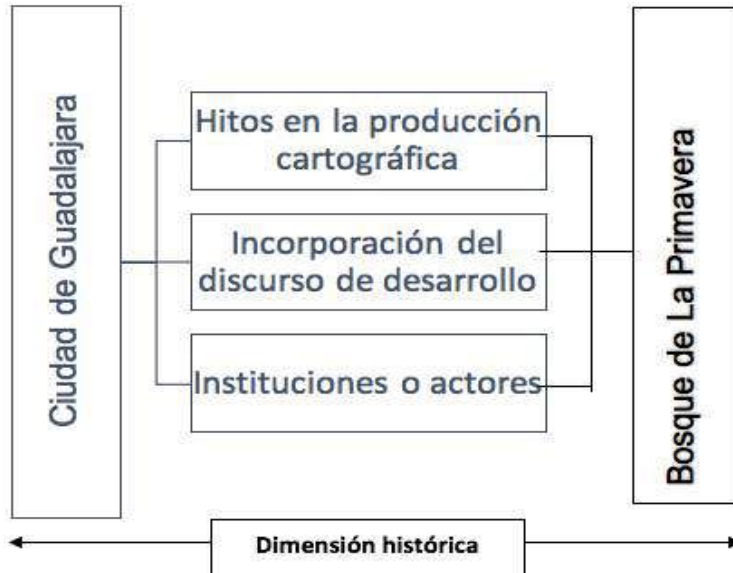 Ciudad de Guadalajara
Hitos en la producción
cartográfica
Incorporación del
discurso de desarrollo
Instituciones o actores
Bosque de La Primavera
Dimensión histórica